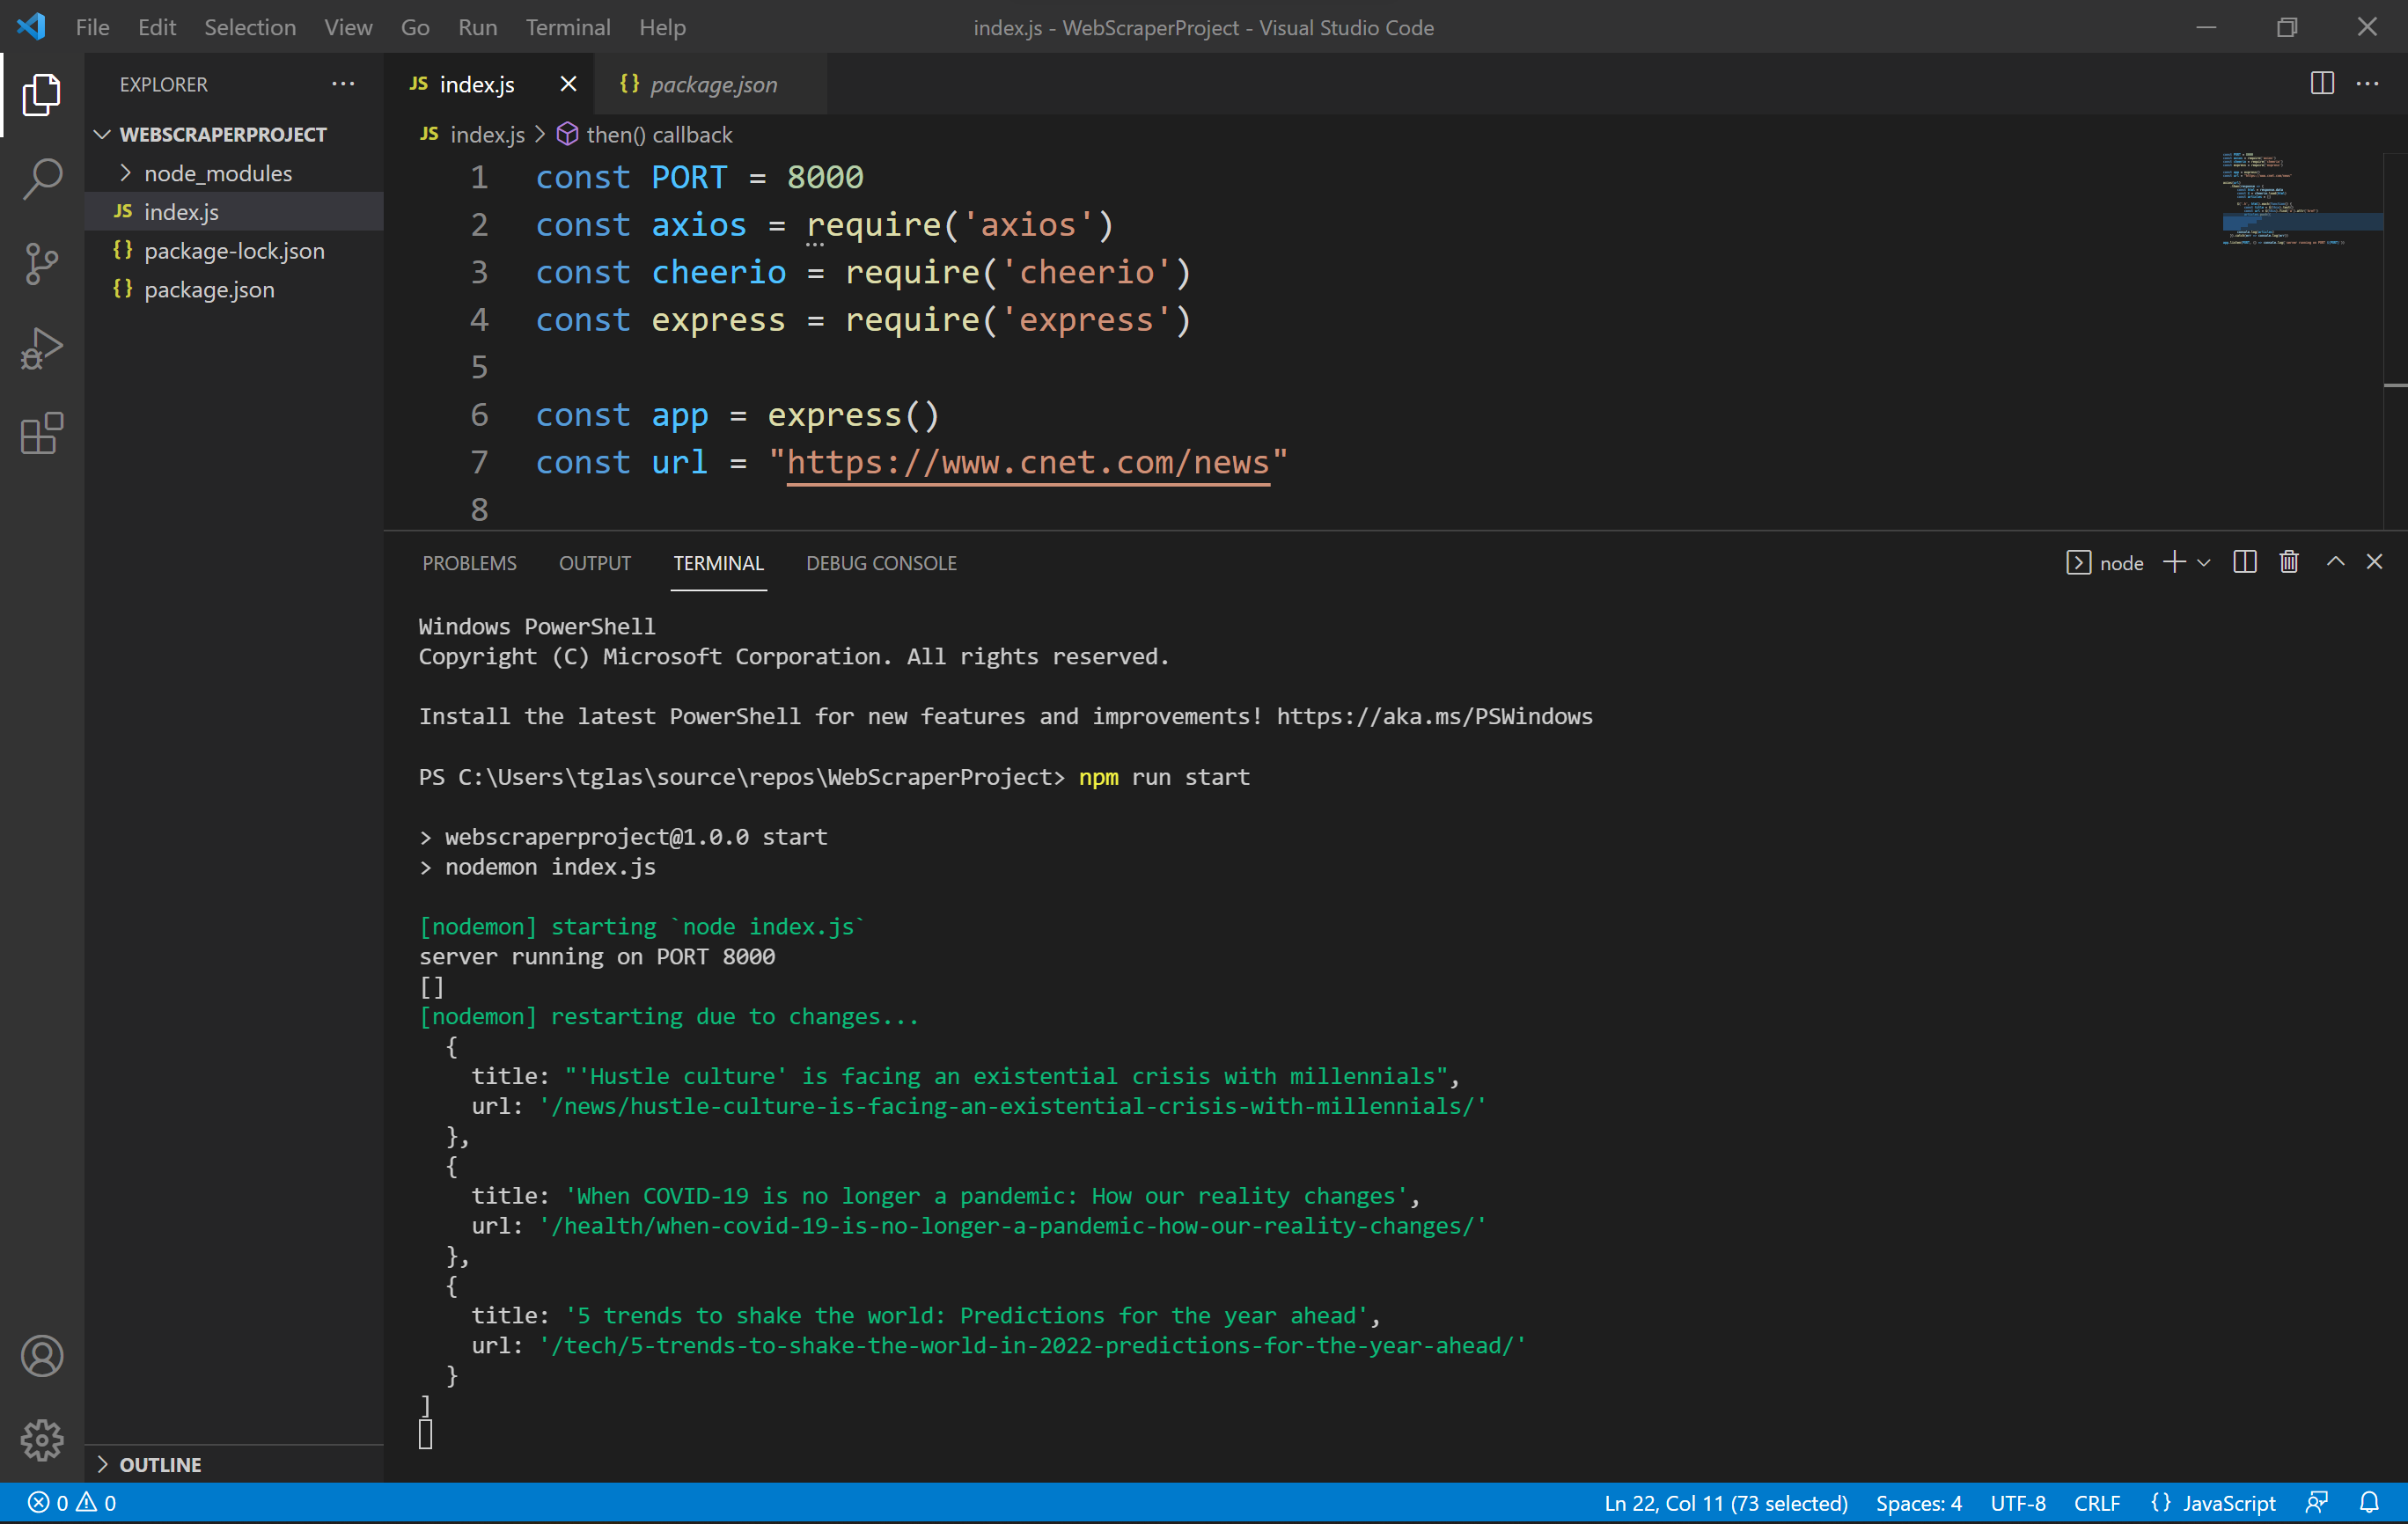 File Edit Selection View Go Run Terminal Help index.js - WebScraperProject - Visual Studio Code
EXPLORER
WEBSCRAPERPROJECT
node_modules
JS index.js
{} package-lock.json
{} package.json
OUTLINE
JS index.js {} package.json
JS index.js > then() callback
1 const PORT = 8000
2 const axios = require('axios')
3 const cheerio = require('cheerio')
4 const express = require('express')
5
6 const app = express()
7 const url = "https://www.cnet.com/news"
8
PROBLEMS OUTPUT TERMINAL DEBUG CONSOLE node
Windows PowerShell
Copyright (C) Microsoft Corporation. All rights reserved.
Install the latest PowerShell for new features and improvements! https://aka.ms/PSWindows
PS C:\Users\tglas\source\repos\WebScraperProject> npm run start
> webscraperproject@1.0.0 start
> nodemon index.js
[nodemon] starting `node index.js`
server running on PORT 8000
[]
[nodemon] restarting due to changes...
{
title: "'Hustle culture' is facing an existential crisis with millennials",
url: '/news/hustle-culture-is-facing-an-existential-crisis-with-millennials/'
},
{
title: 'When COVID-19 is no longer a pandemic: How our reality changes',
url: '/health/when-covid-19-is-no-longer-a-pandemic-how-our-reality-changes/'
},
{
title: '5 trends to shake the world: Predictions for the year ahead',
url: '/tech/5-trends-to-shake-the-world-in-2022-predictions-for-the-year-ahead/'
}
]
0 0 Ln 22, Col 11 (73 selected) Spaces: 4 UTF-8 CRLF {} JavaScript